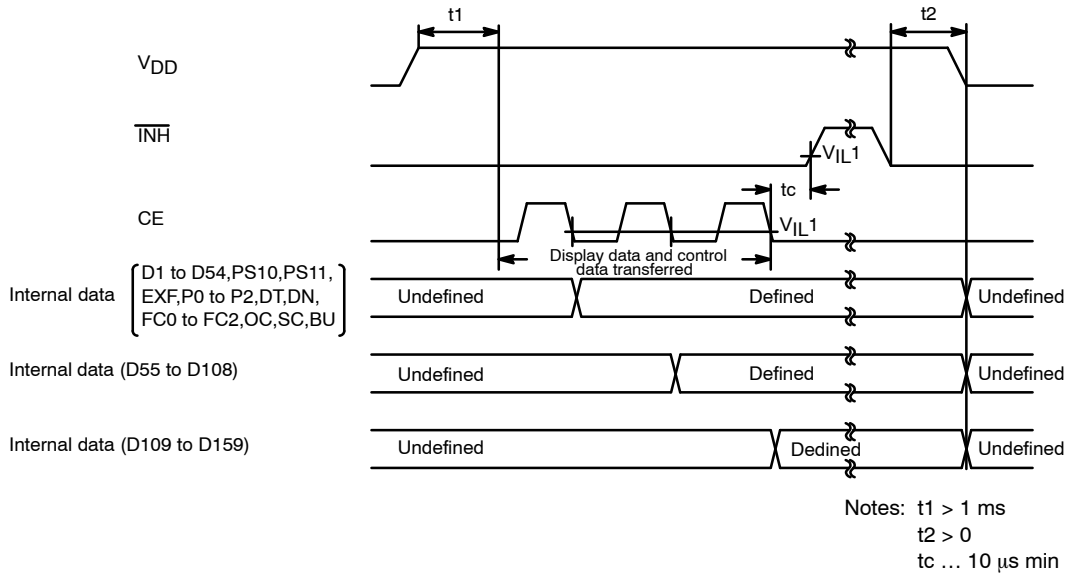 t1
t2
VDD
INH
VIL1
tc
CE
VIL1
Display data and control
data transferred
Internal data
D1 to D54,PS10,PS11,
EXF,P0 to P2,DT,DN,
FC0 to FC2,OC,SC,BU
Undefined
Defined
Undefined
Internal data (D55 to D108)
Undefined
Defined
Undefined
Internal data (D109 to D159)
Undefined
Dedined
Undefined
Notes: t1 > 1 ms
t2 > 0
tc … 10 μs min